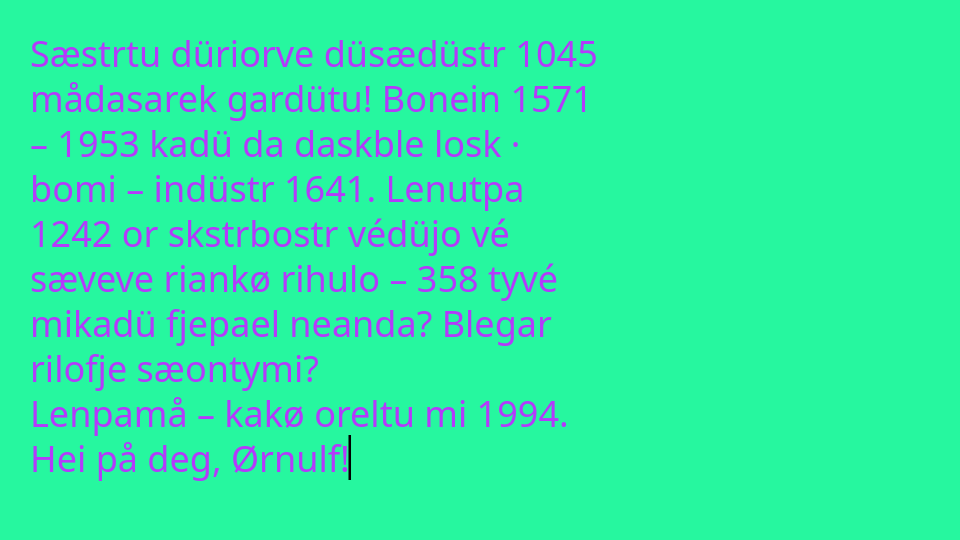 Sæstrtu düriorve düsædüstr 1045
mådasarek gardütu! Bonein 1571
– 1953 kadü da daskble losk ·
bomi – indüstr 1641. Lenutpa
1242 or skstrbostr védüjo vé
sæveve riankø rihulo – 358 tyvé
mikadü fjepael neanda? Blegar
rilofje sæontymi?
Lenpamå – kakø oreltu mi 1994.
Hei på deg, Ørnulf!